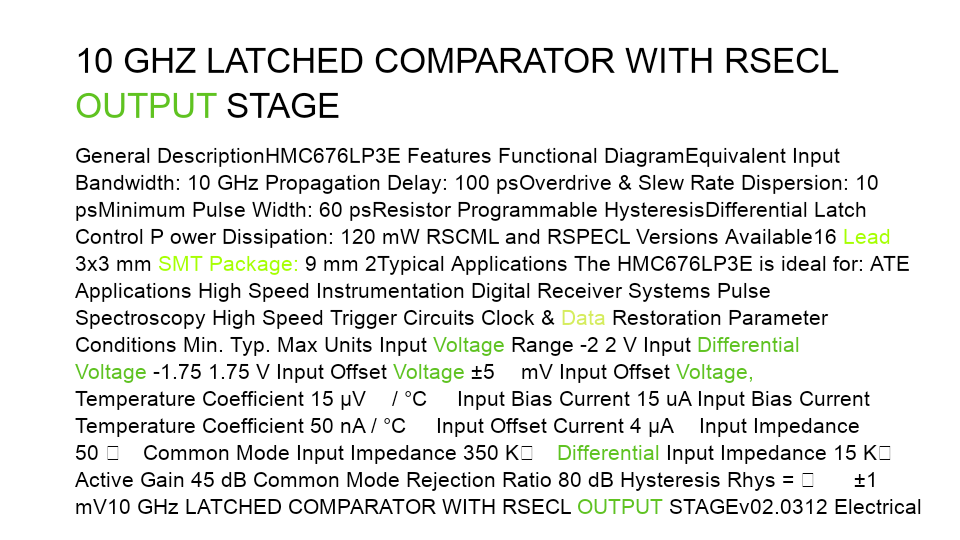 10 GHZ LATCHED COMPARATOR WITH RSECL
OUTPUT STAGE
General DescriptionHMC676LP3E Features Functional DiagramEquivalent Input
Bandwidth: 10 GHz Propagation Delay: 100 psOverdrive & Slew Rate Dispersion: 10
psMinimum Pulse Width: 60 psResistor Programmable HysteresisDifferential Latch
Control P ower Dissipation: 120 mW RSCML and RSPECL Versions Available16 Lead
3x3 mm SMT Package: 9 mm 2Typical Applications The HMC676LP3E is ideal for: ATE
Applications High Speed Instrumentation Digital Receiver Systems Pulse
Spectroscopy High Speed Trigger Circuits Clock & Data Restoration Parameter
Conditions Min. Typ. Max Units Input Voltage Range -2 2 V Input Differential
Voltage -1.75 1.75 V Input Offset Voltage ±5 mV Input Offset Voltage,
Temperature Coefficient 15 μV / °C Input Bias Current 15 uA Input Bias Current
Temperature Coefficient 50 nA / °C Input Offset Current 4 μA Input Impedance
50 □ Common Mode Input Impedance 350 K□ Differential Input Impedance 15 K□
Active Gain 45 dB Common Mode Rejection Ratio 80 dB Hysteresis Rhys = □ ±1
mV10 GHz LATCHED COMPARATOR WITH RSECL OUTPUT STAGEv02.0312 Electrical